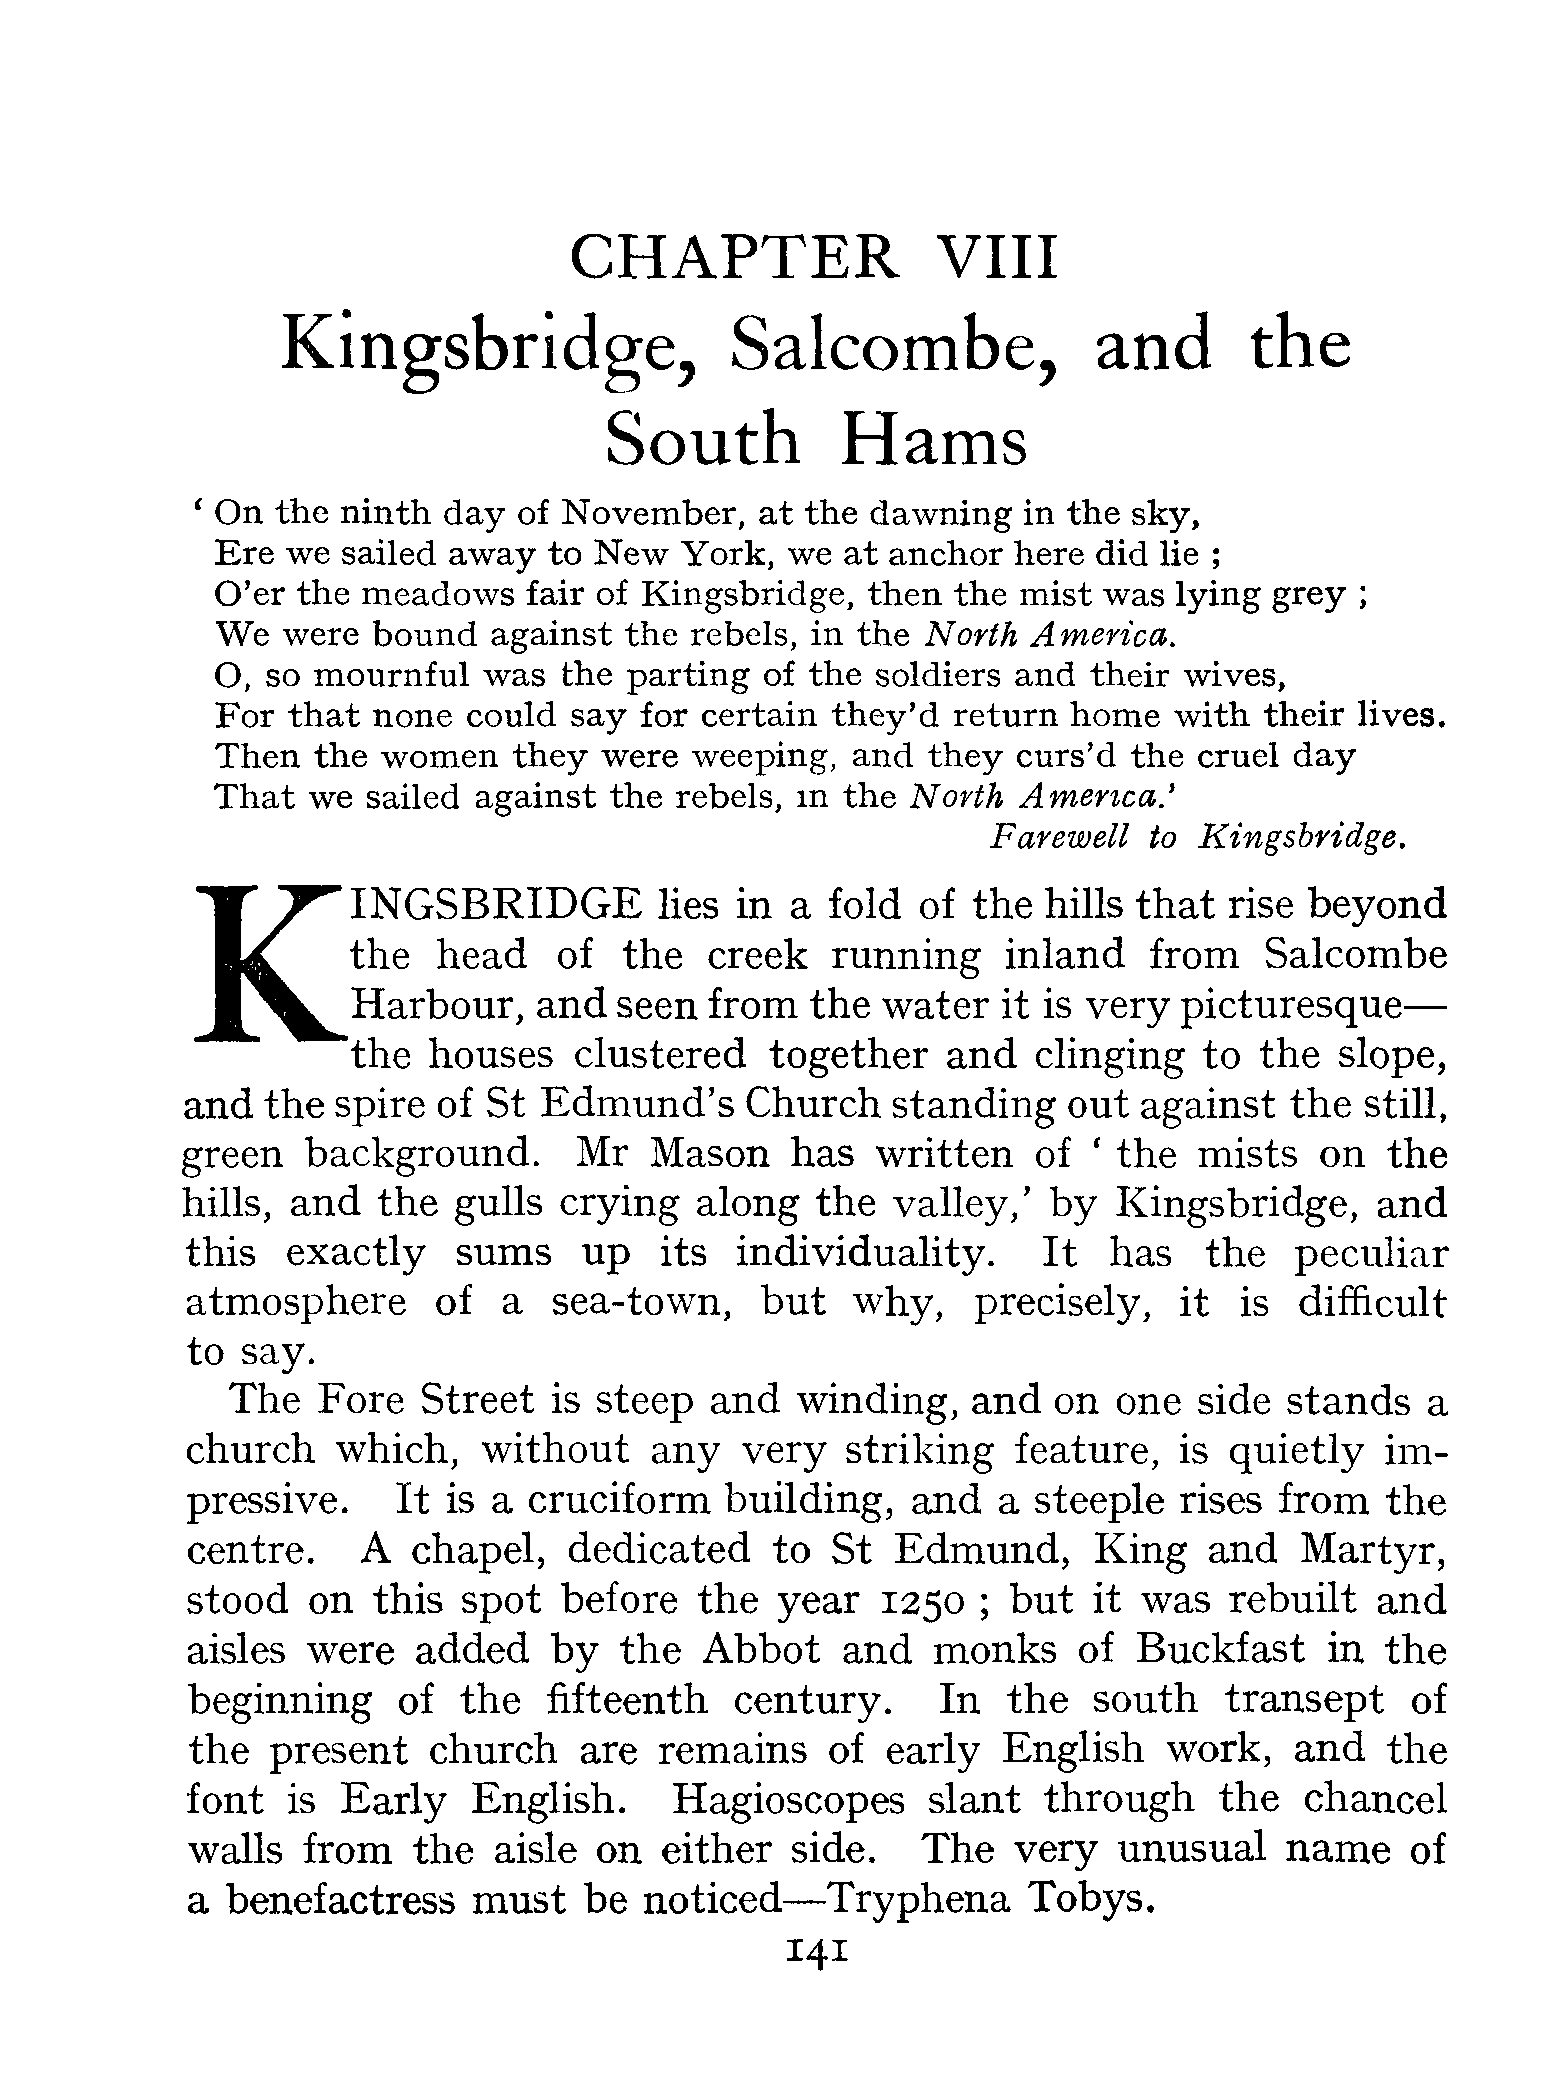 CHAPTER VIII
Kingsbridge, Salcombe, and the
South Hams
‘ On the ninth day of November, at the dawning in the sky,
Ere we sailed away to New York, we at anchor here did lie ;
O’er the meadows fair of Kingsbridge, then the mist was lying grey ;
We were bound against the rebels, in the North America.
O, so mournful was the parting of the soldiers and their wives,
For that none could say for certain they’d return home with their lives.
Then the women they were weeping, and they curs’d the cruel day
That we sailed against the rebels, in the North America.’
Farewell to Kingsbridge.
KINGSBRIDGE lies in a fold of the hills that rise beyond
the head of the creek running inland from Salcombe
Harbour, and seen from the water it is very picturesque—
the houses clustered together and clinging to the slope,
and the spire of St Edmund’s Church standing out against the still,
green background. Mr Mason has written of ‘ the mists on the
hills, and the gulls crying along the valley,’ by Kingsbridge, and
this exactly sums up its individuality. It has the peculiar
atmosphere of a sea-town, but why, precisely, it is difficult
to say.
The Fore Street is steep and winding, and on one side stands a
church which, without any very striking feature, is quietly im-
pressive. It is a cruciform building, and a steeple rises from the
centre. A chapel, dedicated to St Edmund, King and Martyr,
stood on this spot before the year 1250 ; but it was rebuilt and
aisles were added by the Abbot and monks of Buckfast in the
beginning of the fifteenth century. In the south transept of
the present church are remains of early English work, and the
font is Early English. Hagioscopes slant through the chancel
walls from the aisle on either side. The very unusual name of
a benefactress must be noticed—Tryphena Tobys.
141